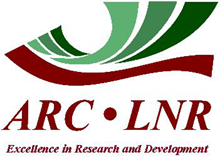 ARC • LNR
Excellence in Research and Development